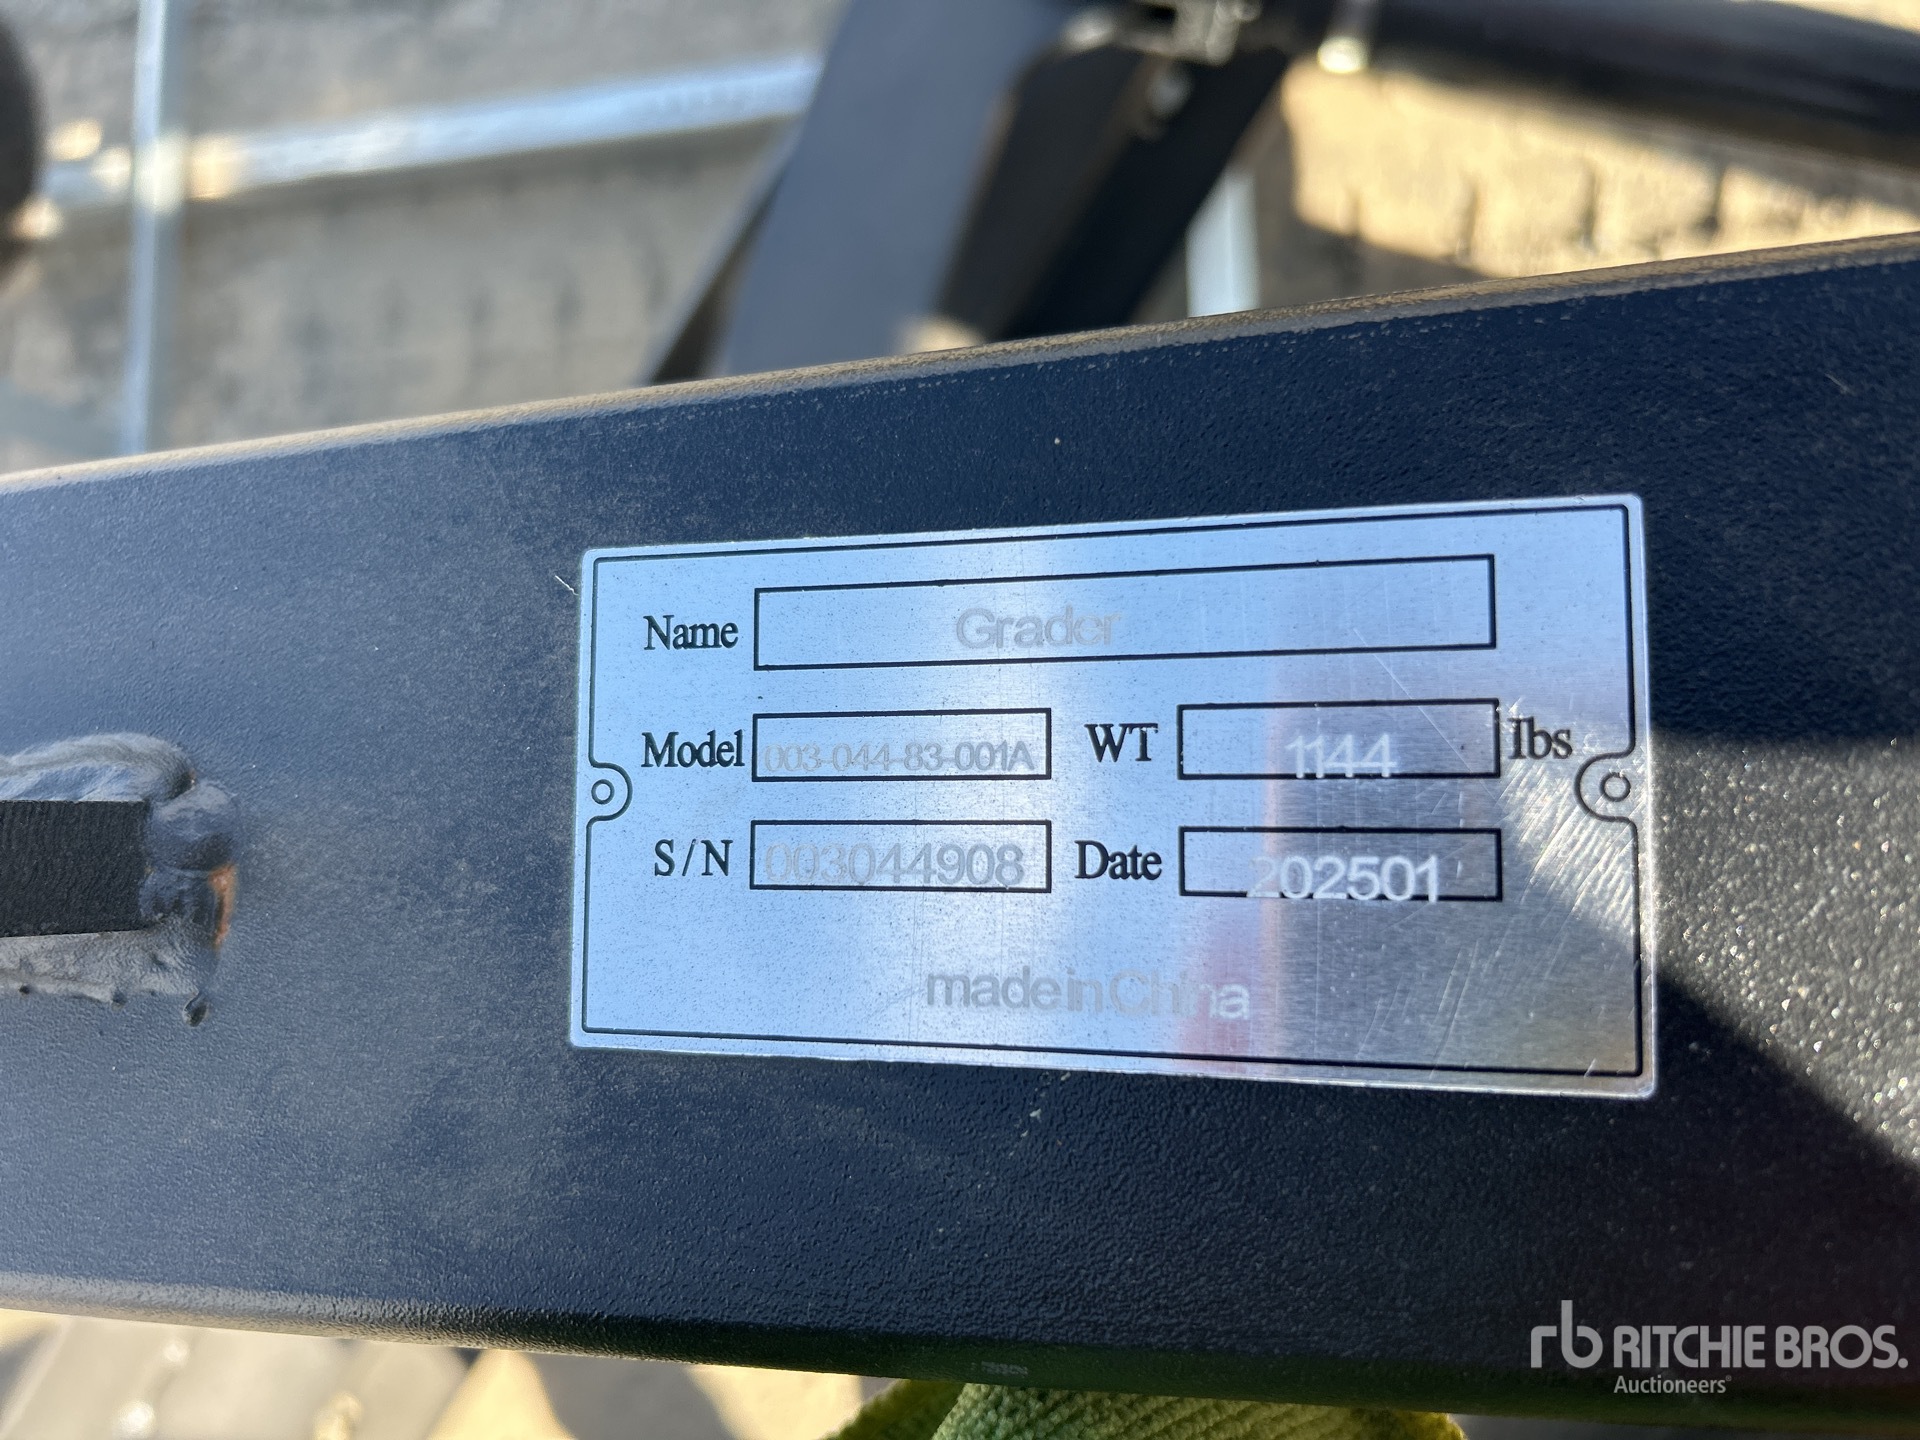 Name Grader
Model 003-044-83-001A WT 1144 lbs
S/N 003044908 Date 202501
made in China
rb RITCHIE BROS.
Auctioneers